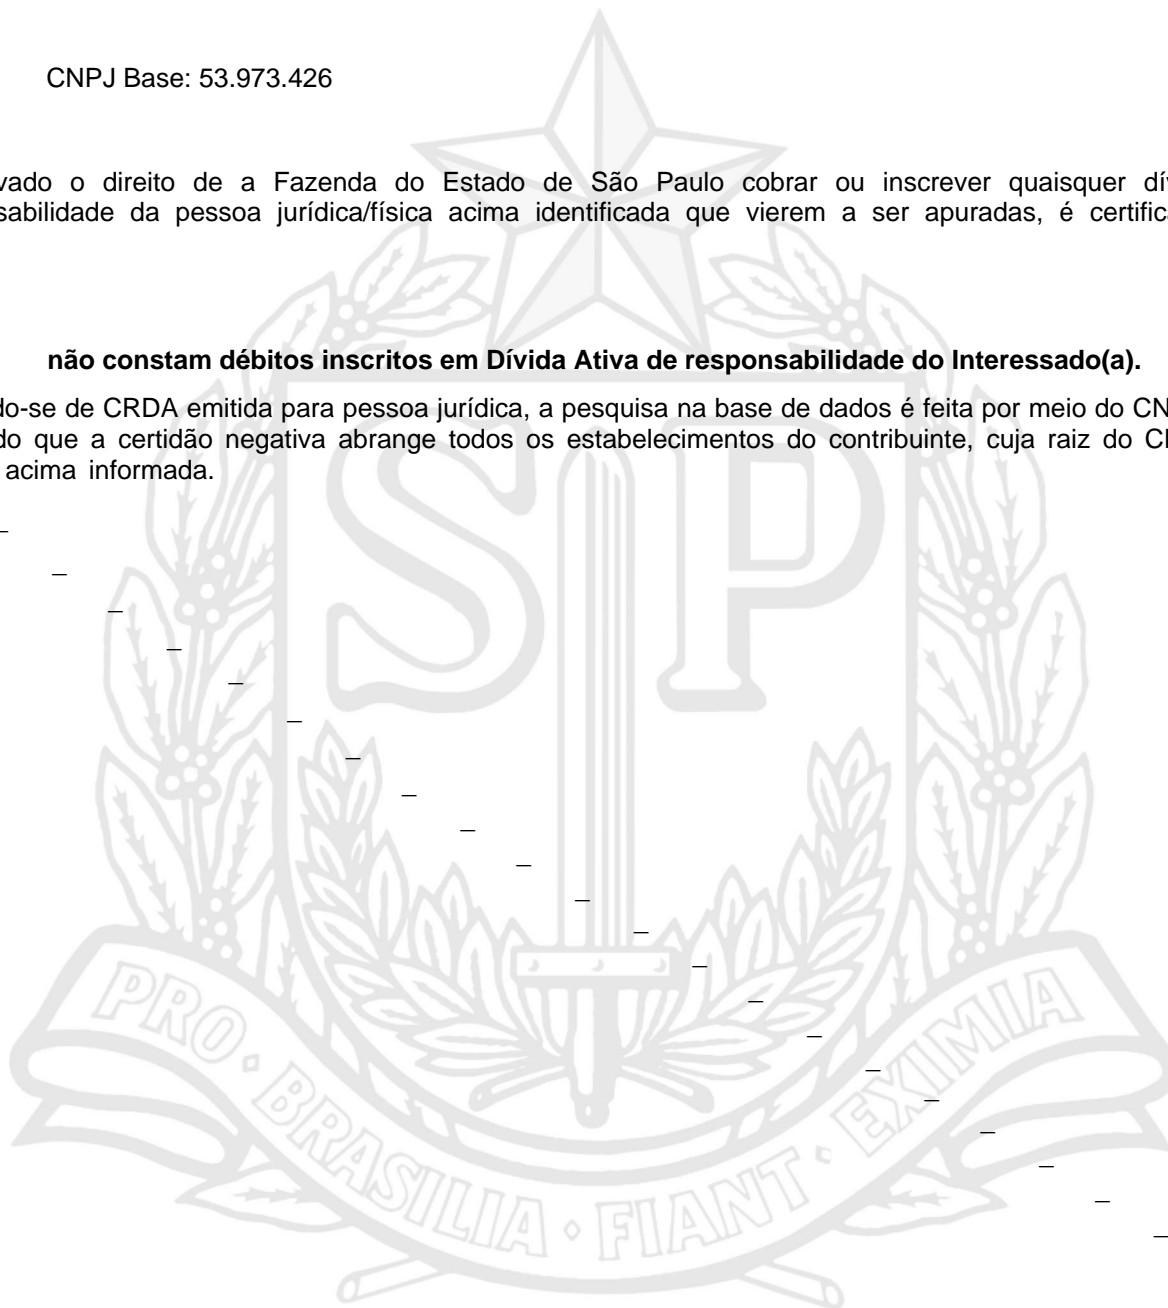 CNPJ Base: 53.973.426
vado o direito de a Fazenda do Estado de São Paulo cobrar ou inscrever quaisquer dív
sabilidade da pessoa jurídica/física acima identificada que vierem a ser apuradas, é certifica
não constam débitos inscritos em Dívida Ativa de responsabilidade do Interessado(a).
do-se de CRDA emitida para pessoa jurídica, a pesquisa na base de dados é feita por meio do CN
do que a certidão negativa abrange todos os estabelecimentos do contribuinte, cuja raiz do C
acima informada.
SP
PRO • BRASILIA • FIANT • EXIMIA